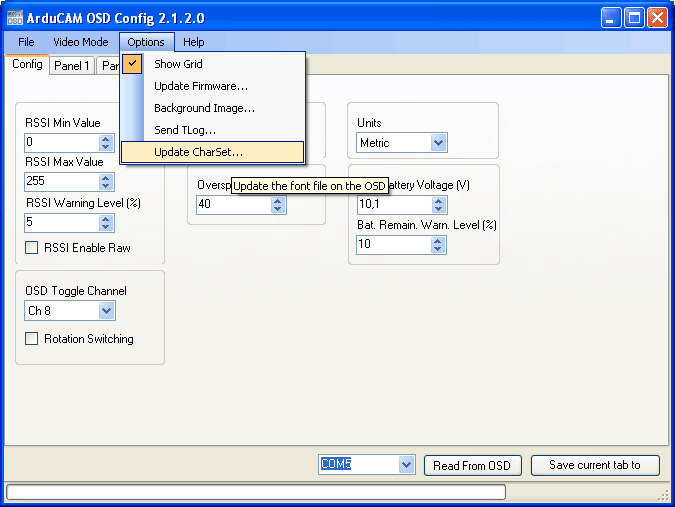 ArduCAM OSD Config 2.1.2.0
File Video Mode Options Help
Config Panel 1
Show Grid
Update Firmware...
Background Image...
Send TLog...
Update CharSet...
Update the font file on the OSD
RSSI Min Value
0
RSSI Max Value
255
RSSI Warning Level (%)
5
RSSI Enable Raw
OSD Toggle Channel
Ch 8
Rotation Switching
40
Units
Metric
Voltage (V)
10,1
Bat. Remain. Warn. Level (%)
10
COM5 Read From OSD Save current tab to